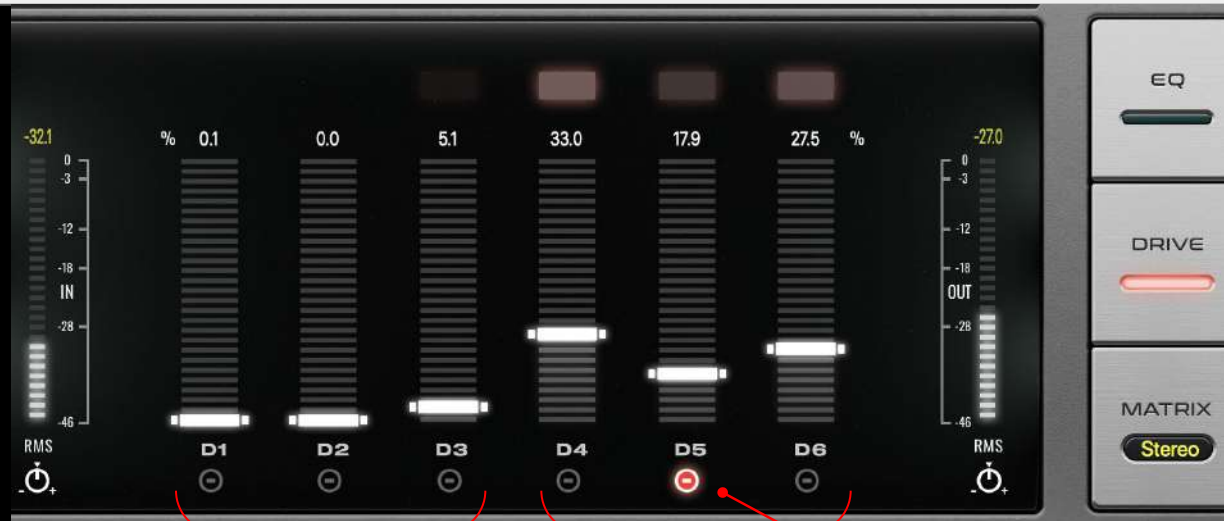 EQ
-32.1 % 0.1 0.0 5.1 33.0 17.9 27.5 % -27.0
0 0
-3 -3
-12 -12
DRIVE
-18 -18
IN OUT
-28 -28
MATRIX
-46 -46
RMS D1 D2 D3 D4 D5 D6 RMS
Stereo
- + - +